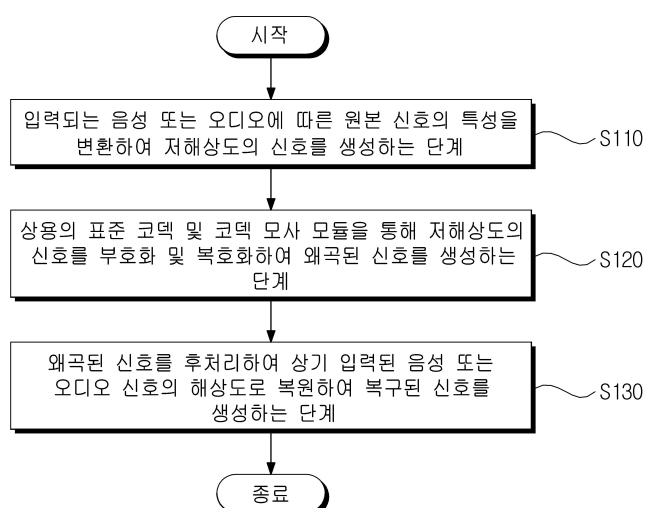 시작
입력되는 음성 또는 오디오에 따른 원본 신호의 특성을
변환하여 저해상도의 신호를 생성하는 단계
S110
상용의 표준 코덱 및 코덱 모사 모듈을 통해 저해상도의
신호를 부호화 및 복호화하여 왜곡된 신호를 생성하는
단계
S120
왜곡된 신호를 후처리하여 상기 입력된 음성 또는
오디오 신호의 해상도로 복원하여 복구된 신호를
생성하는 단계
S130
종료